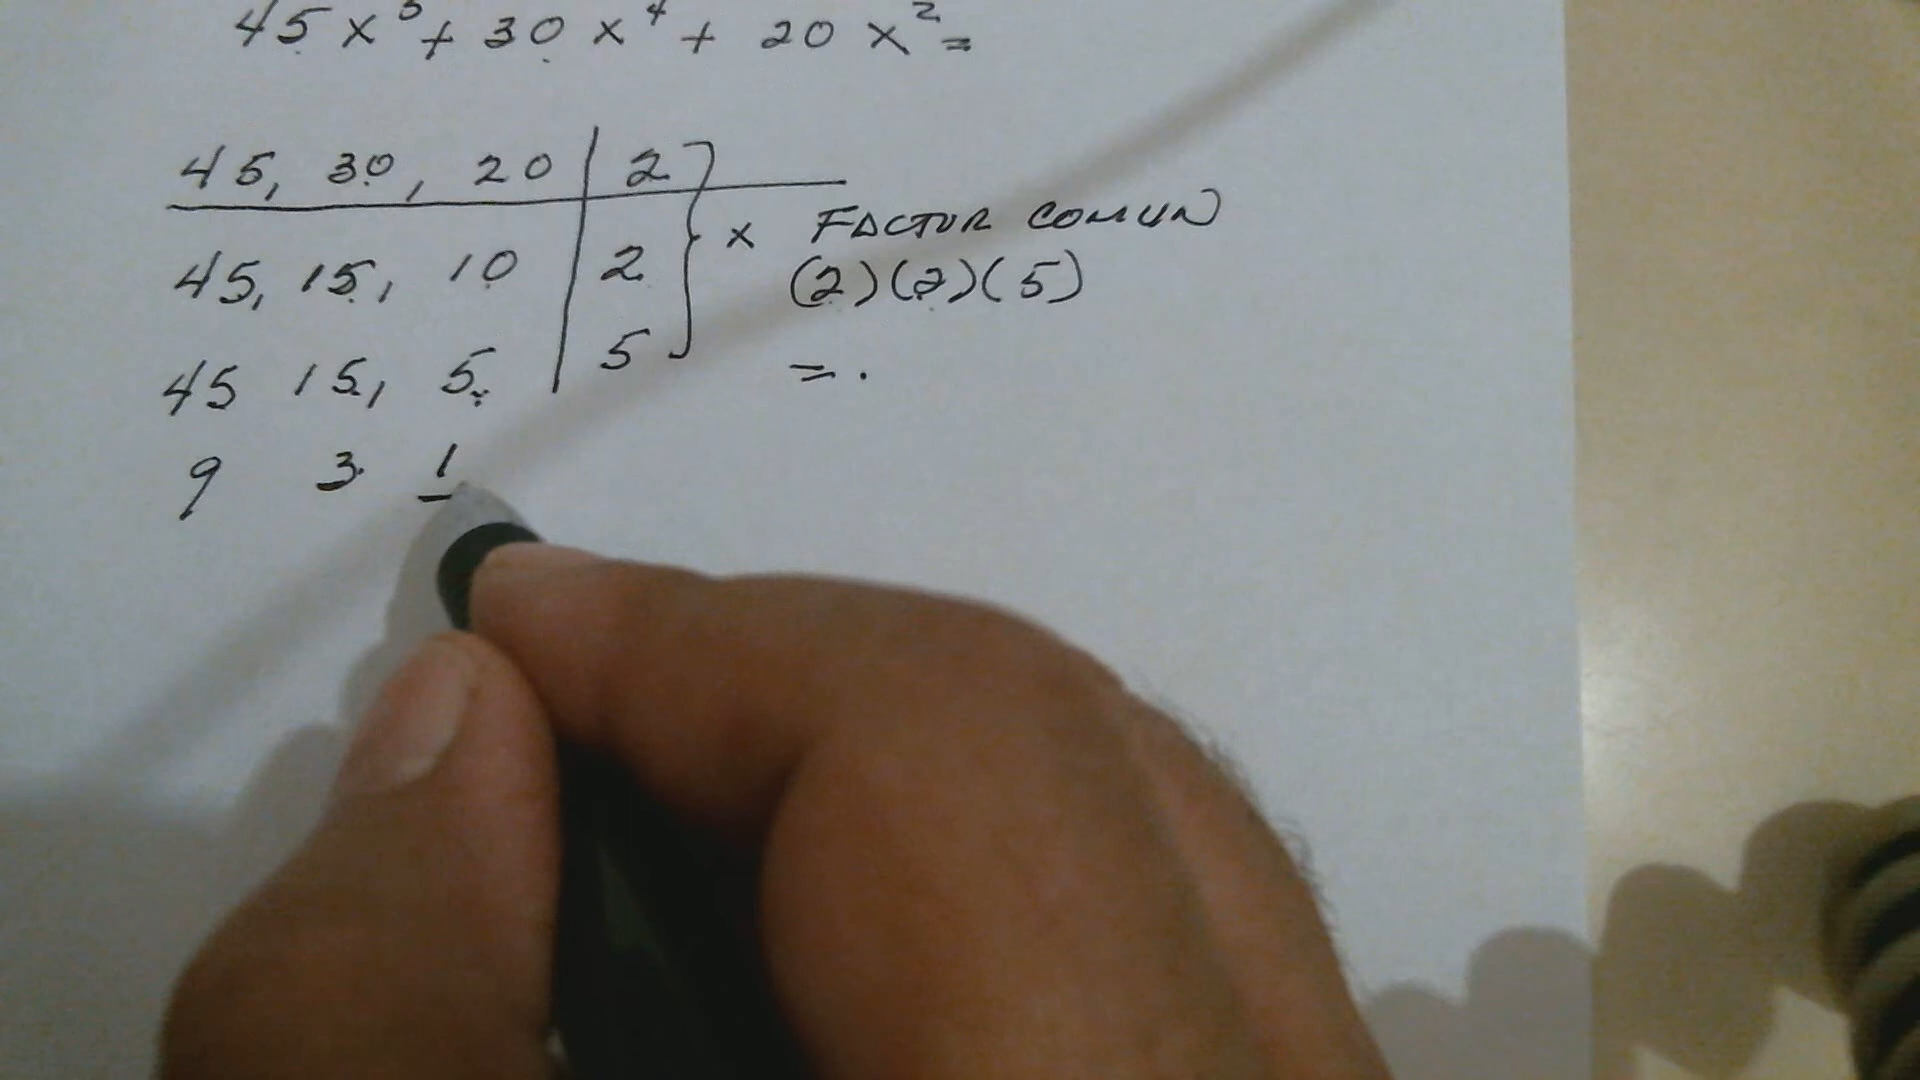 45x⁵ + 30x⁴ + 20x² =
45, 30, 20 | 2
45, 15, 10 | 2 } x FACTOR COMUN
(2)(2)(5)
45 15, 5 | 5 = .
9 3 1